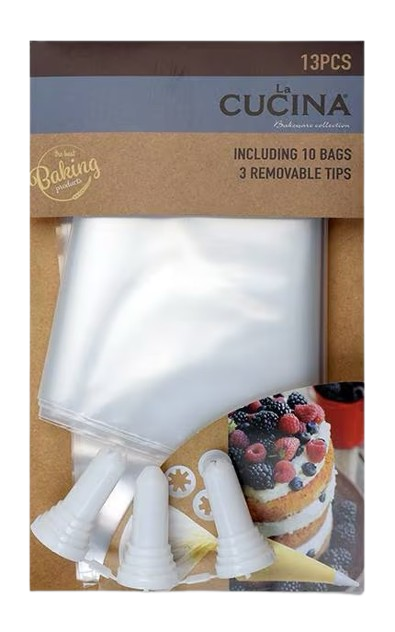 13PCS
La
CUCINA®
Bakeware collection
INCLUDING 10 BAGS
3 REMOVABLE TIPS
the best
Baking
products